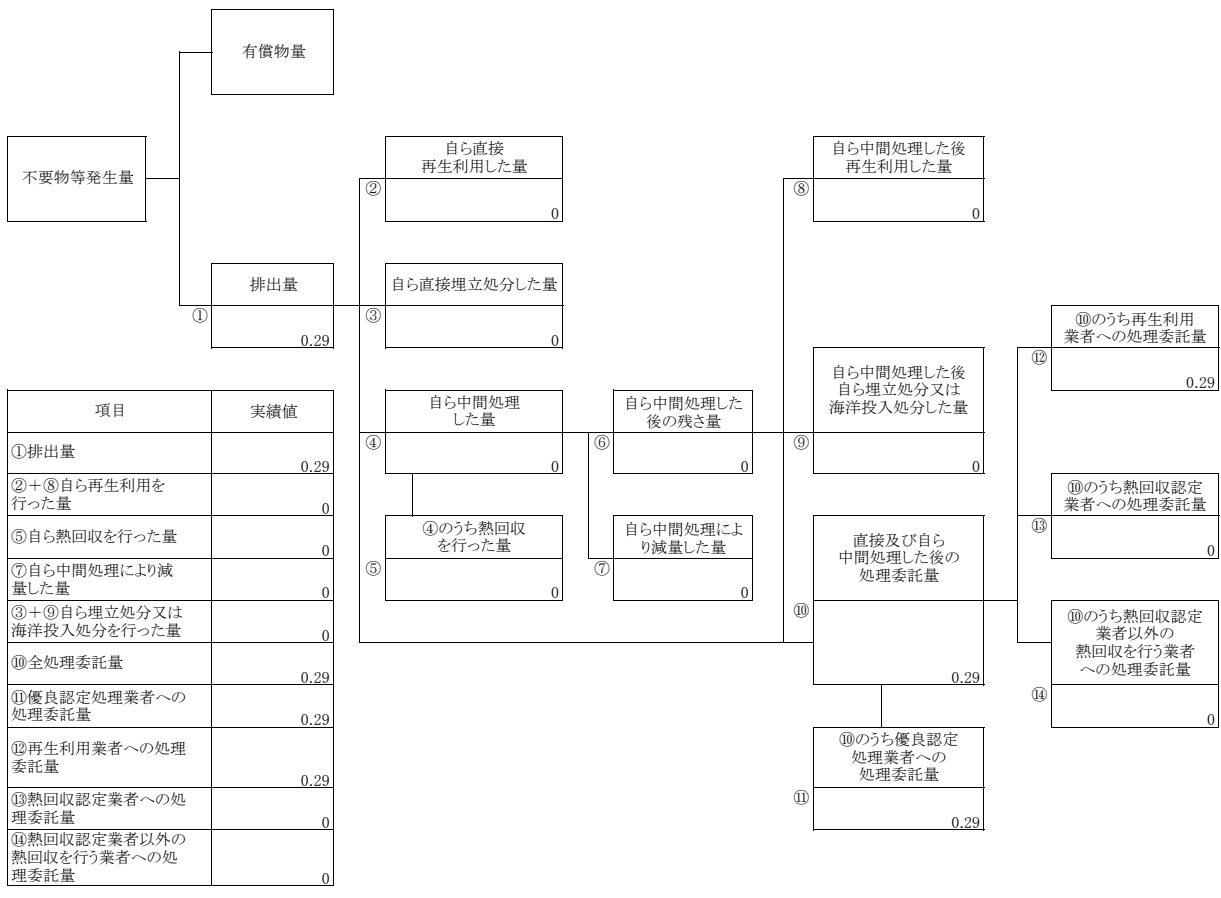 有償物量
不要物等発生量
排出量
①
0.29
自ら直接
再生利用した量
②
0
自ら直接埋立処分した量
③
0
自ら中間処理
した量
④
0
④のうち熱回収
を行った量
⑤
0
自ら中間処理した
後の残さ量
⑥
0
自ら中間処理によ
り減量した量
⑦
0
自ら中間処理した後
再生利用した量
⑧
0
自ら中間処理した後
自ら埋立処分又は
海洋投入処分した量
⑨
0
直接及び自ら
中間処理した後の
処理委託量
⑩
0.29
⑩のうち優良認定
処理業者への
処理委託量
⑪
0.29
⑩のうち再生利用
業者への処理委託量
⑫
0.29
⑩のうち熱回収認定
業者への処理委託量
⑬
0
⑩のうち熱回収認定
業者以外の
熱回収を行う業者
への処理委託量
⑭
0
項目 実績値
①排出量
0.29
②＋⑧自ら再生利用を
行った量
0
⑤自ら熱回収を行った量
0
⑦自ら中間処理により減
量した量
0
③＋⑨自ら埋立処分又は
海洋投入処分を行った量
0
⑩全処理委託量
0.29
⑪優良認定処理業者への
処理委託量
0.29
⑫再生利用業者への処理
委託量
0.29
⑬熱回収認定業者への処
理委託量
0
⑭熱回収認定業者以外の
熱回収を行う業者への処
理委託量
0